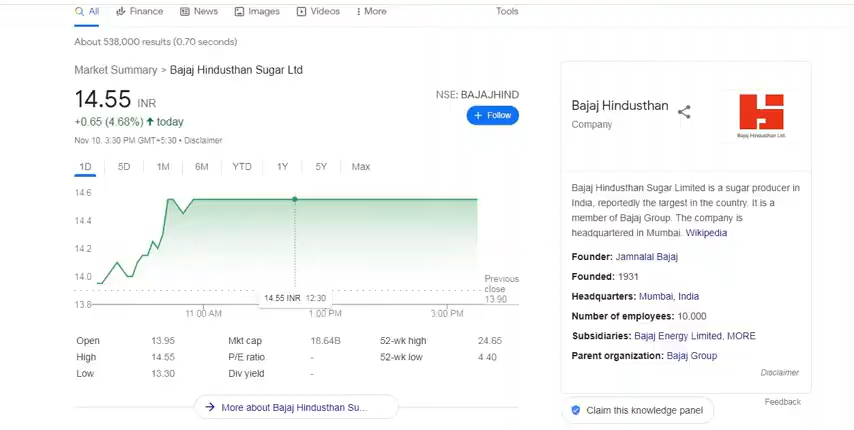 All Finance News Images Videos More Tools
About 538,000 results (0.70 seconds)
Market Summary > Bajaj Hindusthan Sugar Ltd
14.55 INR
+0.65 (4.68%) today
Nov 10, 3:30 PM GMT+5:30 • Disclaimer
NSE: BAJAJHIND
+ Follow
1D 5D 1M 6M YTD 1Y 5Y Max
14.6
14.4
14.2
14.0
13.8
Previous
close
13.90
14.55 INR 12:30
11:00 AM 1:00 PM 3:00 PM
Open 13.95 Mkt cap 18.64B 52-wk high 24.65
High 14.55 P/E ratio - 52-wk low 4.40
Low 13.30 Div yield -
More about Bajaj Hindusthan Su...
Bajaj Hindusthan
Company
Bajaj Hindusthan Ltd.
Bajaj Hindusthan Sugar Limited is a sugar producer in
India, reportedly the largest in the country. It is a
member of Bajaj Group. The company is
headquartered in Mumbai. Wikipedia
Founder: Jamnalal Bajaj
Founded: 1931
Headquarters: Mumbai, India
Number of employees: 10,000
Subsidiaries: Bajaj Energy Limited, MORE
Parent organization: Bajaj Group
Disclaimer
Feedback
Claim this knowledge panel